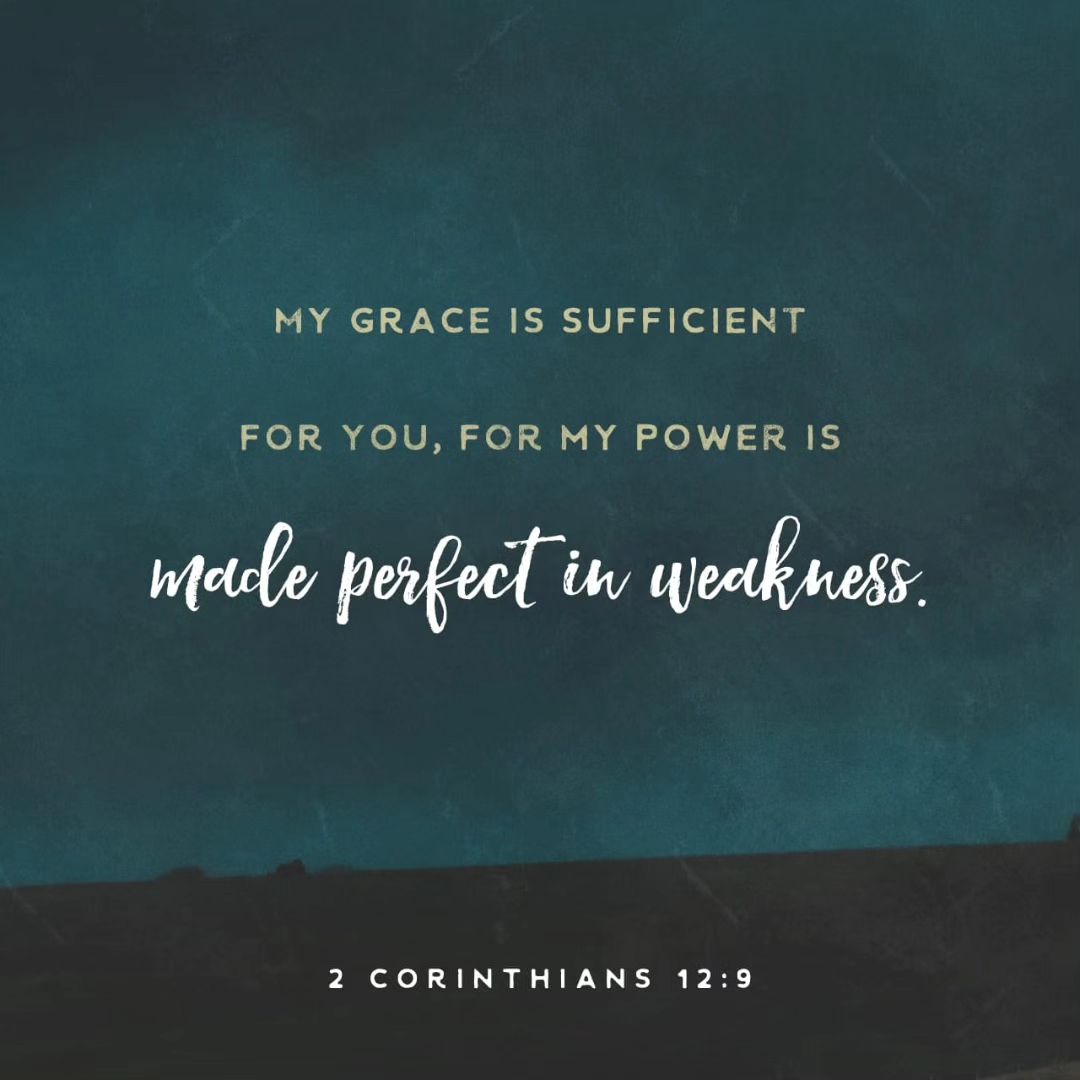 MY GRACE IS SUFFICIENT
FOR YOU, FOR MY POWER IS
made perfect in weakness.
2 CORINTHIANS 12:9